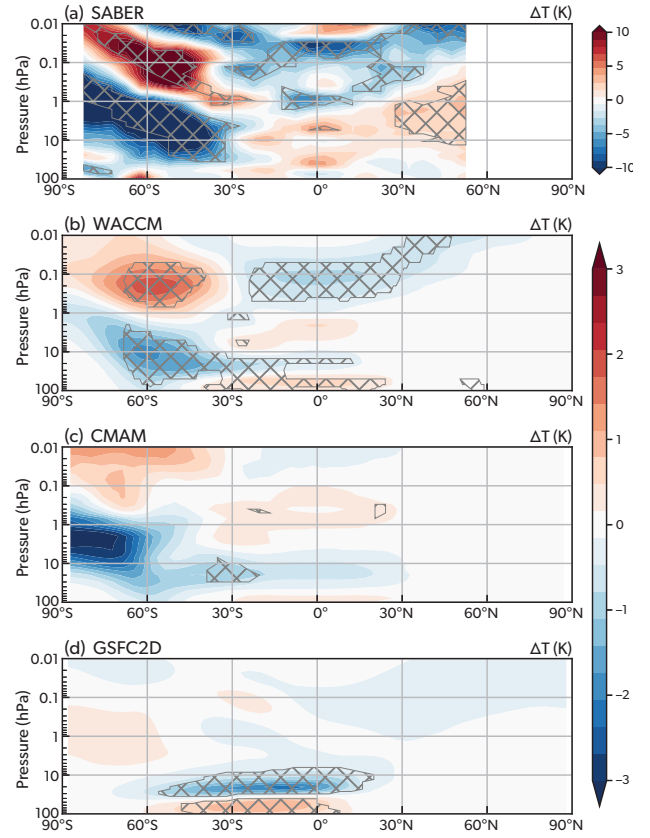 (a) SABER ΔT (K)
0.01
0.1
1
10
100
Pressure (hPa)
90°S 60°S 30°S 0° 30°N 60°N 90°N
10
5
0
−5
−10
(b) WACCM ΔT (K)
0.01
0.1
1
10
100
Pressure (hPa)
90°S 60°S 30°S 0° 30°N 60°N 90°N
(c) CMAM ΔT (K)
0.01
0.1
1
10
100
Pressure (hPa)
90°S 60°S 30°S 0° 30°N 60°N 90°N
(d) GSFC2D ΔT (K)
0.01
0.1
1
10
100
Pressure (hPa)
90°S 60°S 30°S 0° 30°N 60°N 90°N
3
2
1
0
−1
−2
−3